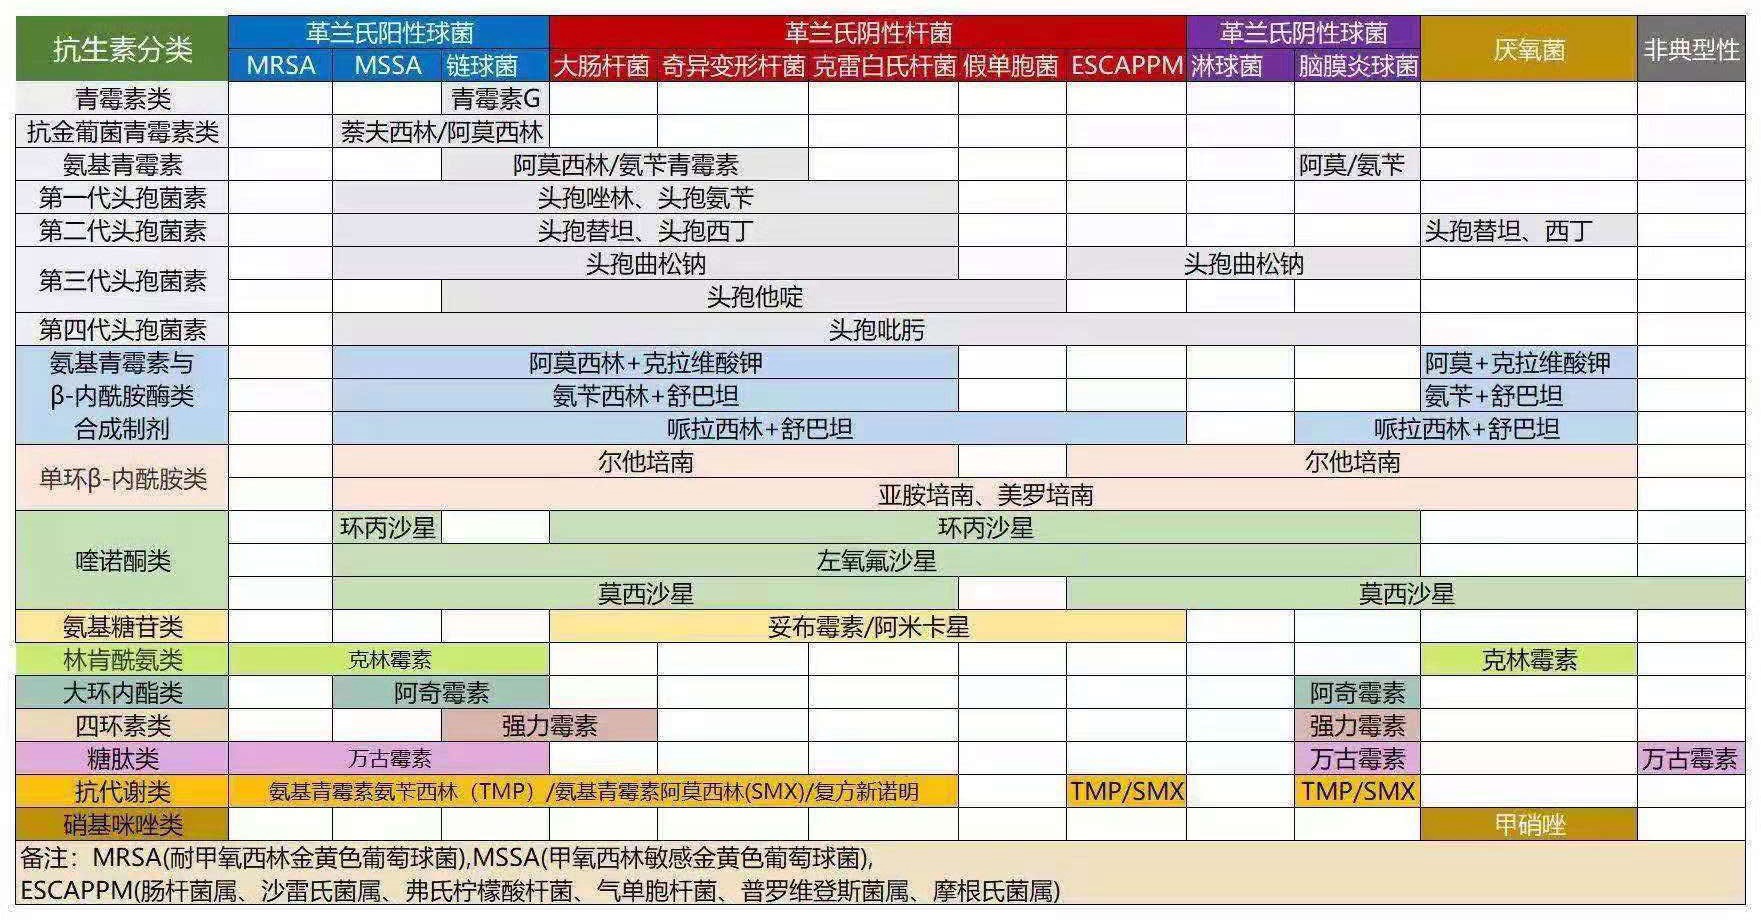 抗生素分类 革兰氏阳性球菌 革兰氏阴性杆菌 革兰氏阴性球菌 厌氧菌 非典型性
MRSA MSSA 链球菌 大肠杆菌 奇异变形杆菌 克雷白氏杆菌 假单胞菌 ESCAPPM 淋球菌 脑膜炎球菌
青霉素类 青霉素G
抗金葡菌青霉素类 萘夫西林/阿莫西林
氨基青霉素 阿莫西林/氨苄青霉素 阿莫/氨苄
第一代头孢菌素 头孢唑林、头孢氨苄
第二代头孢菌素 头孢替坦、头孢西丁 头孢替坦、西丁
第三代头孢菌素 头孢曲松钠 头孢曲松钠
头孢他啶
第四代头孢菌素 头孢吡肟
氨基青霉素与 阿莫西林+克拉维酸钾 阿莫+克拉维酸钾
β-内酰胺酶类 氨苄西林+舒巴坦 氨苄+舒巴坦
合成制剂 哌拉西林+舒巴坦 哌拉西林+舒巴坦
单环β-内酰胺类 尔他培南 尔他培南
亚胺培南、美罗培南
喹诺酮类 环丙沙星 环丙沙星
左氧氟沙星
莫西沙星 莫西沙星
氨基糖苷类 妥布霉素/阿米卡星
林肯酰氨类 克林霉素 克林霉素
大环内酯类 阿奇霉素 阿奇霉素
四环素类 强力霉素 强力霉素
糖肽类 万古霉素 万古霉素 万古霉素
抗代谢类 氨基青霉素氨苄西林（TMP）/氨基青霉素阿莫西林(SMX)/复方新诺明 TMP/SMX TMP/SMX
硝基咪唑类 甲硝唑
备注：MRSA(耐甲氧西林金黄色葡萄球菌),MSSA(甲氧西林敏感金黄色葡萄球菌),
ESCAPPM(肠杆菌属、沙雷氏菌属、弗氏柠檬酸杆菌、气单胞杆菌、普罗维登斯菌属、摩根氏菌属)